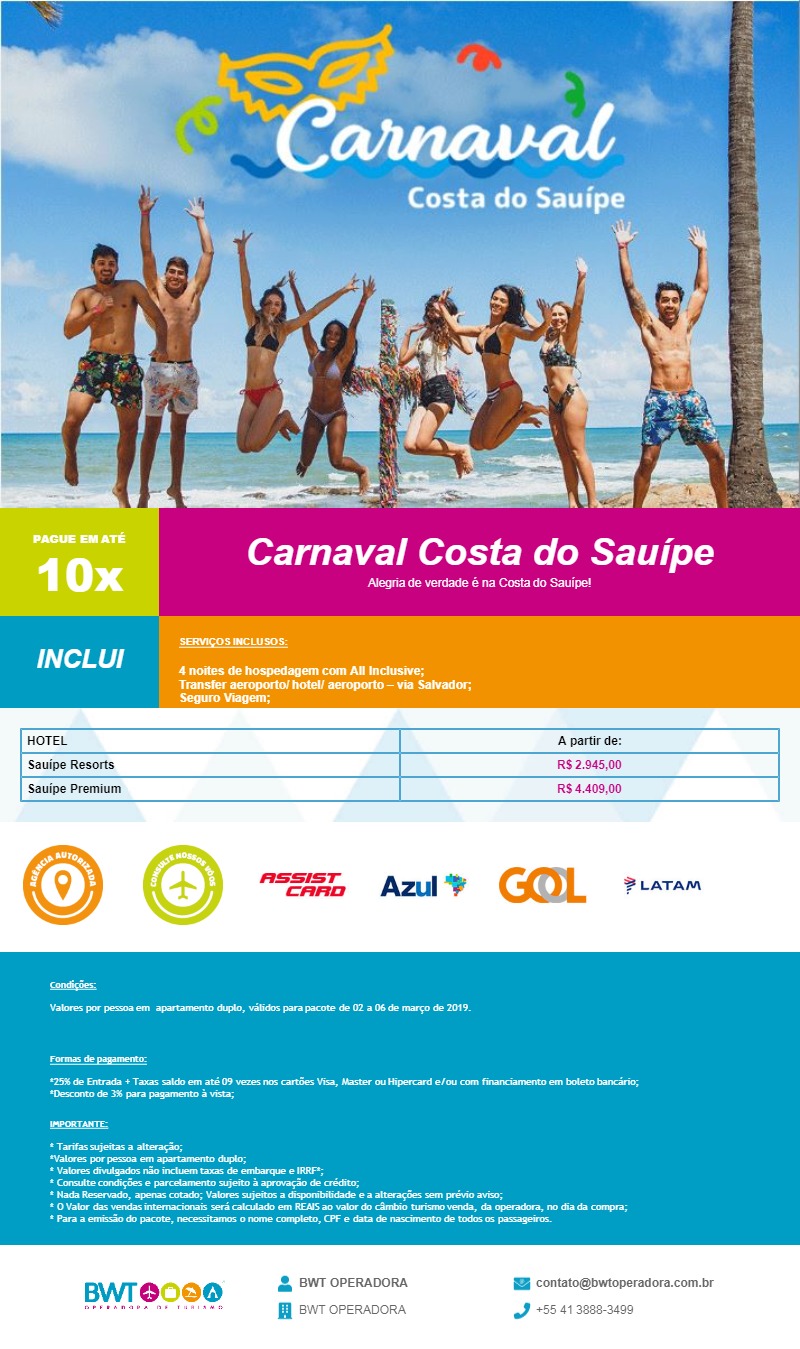 Carnaval
Costa do Sauípe
PAGUE EM ATÉ
10x
Carnaval Costa do Sauípe
Alegria de verdade é na Costa do Sauípe!
INCLUI
SERVIÇOS INCLUSOS:
4 noites de hospedagem com All Inclusive;
Transfer aeroporto/ hotel/ aeroporto – via Salvador;
Seguro Viagem;
HOTEL A partir de:
Sauípe Resorts R$ 2.945,00
Sauípe Premium R$ 4.409,00
AGÊNCIA AUTORIZADA
CONSULTE NOSSOS VÔOS
ASSIST
CARD
Azul
GOL
LATAM
Condições:
Valores por pessoa em apartamento duplo, válidos para pacote de 02 a 06 de março de 2019.
Formas de pagamento:
*25% de Entrada + Taxas saldo em até 09 vezes nos cartões Visa, Master ou Hipercard e/ou com financiamento em boleto bancário;
*Desconto de 3% para pagamento à vista;
IMPORTANTE:
* Tarifas sujeitas a alteração;
*Valores por pessoa em apartamento duplo;
* Valores divulgados não incluem taxas de embarque e IRRF*;
* Consulte condições e parcelamento sujeito à aprovação de crédito;
* Nada Reservado, apenas cotado; Valores sujeitos a disponibilidade e a alterações sem prévio aviso;
* O Valor das vendas internacionais será calculado em REAIS ao valor do câmbio turismo venda, da operadora, no dia da compra;
* Para a emissão do pacote, necessitamos o nome completo, CPF e data de nascimento de todos os passageiros.
BWT
OPERADORA DE TURISMO
BWT OPERADORA
BWT OPERADORA
contato@bwtoperadora.com.br
+55 41 3888-3499